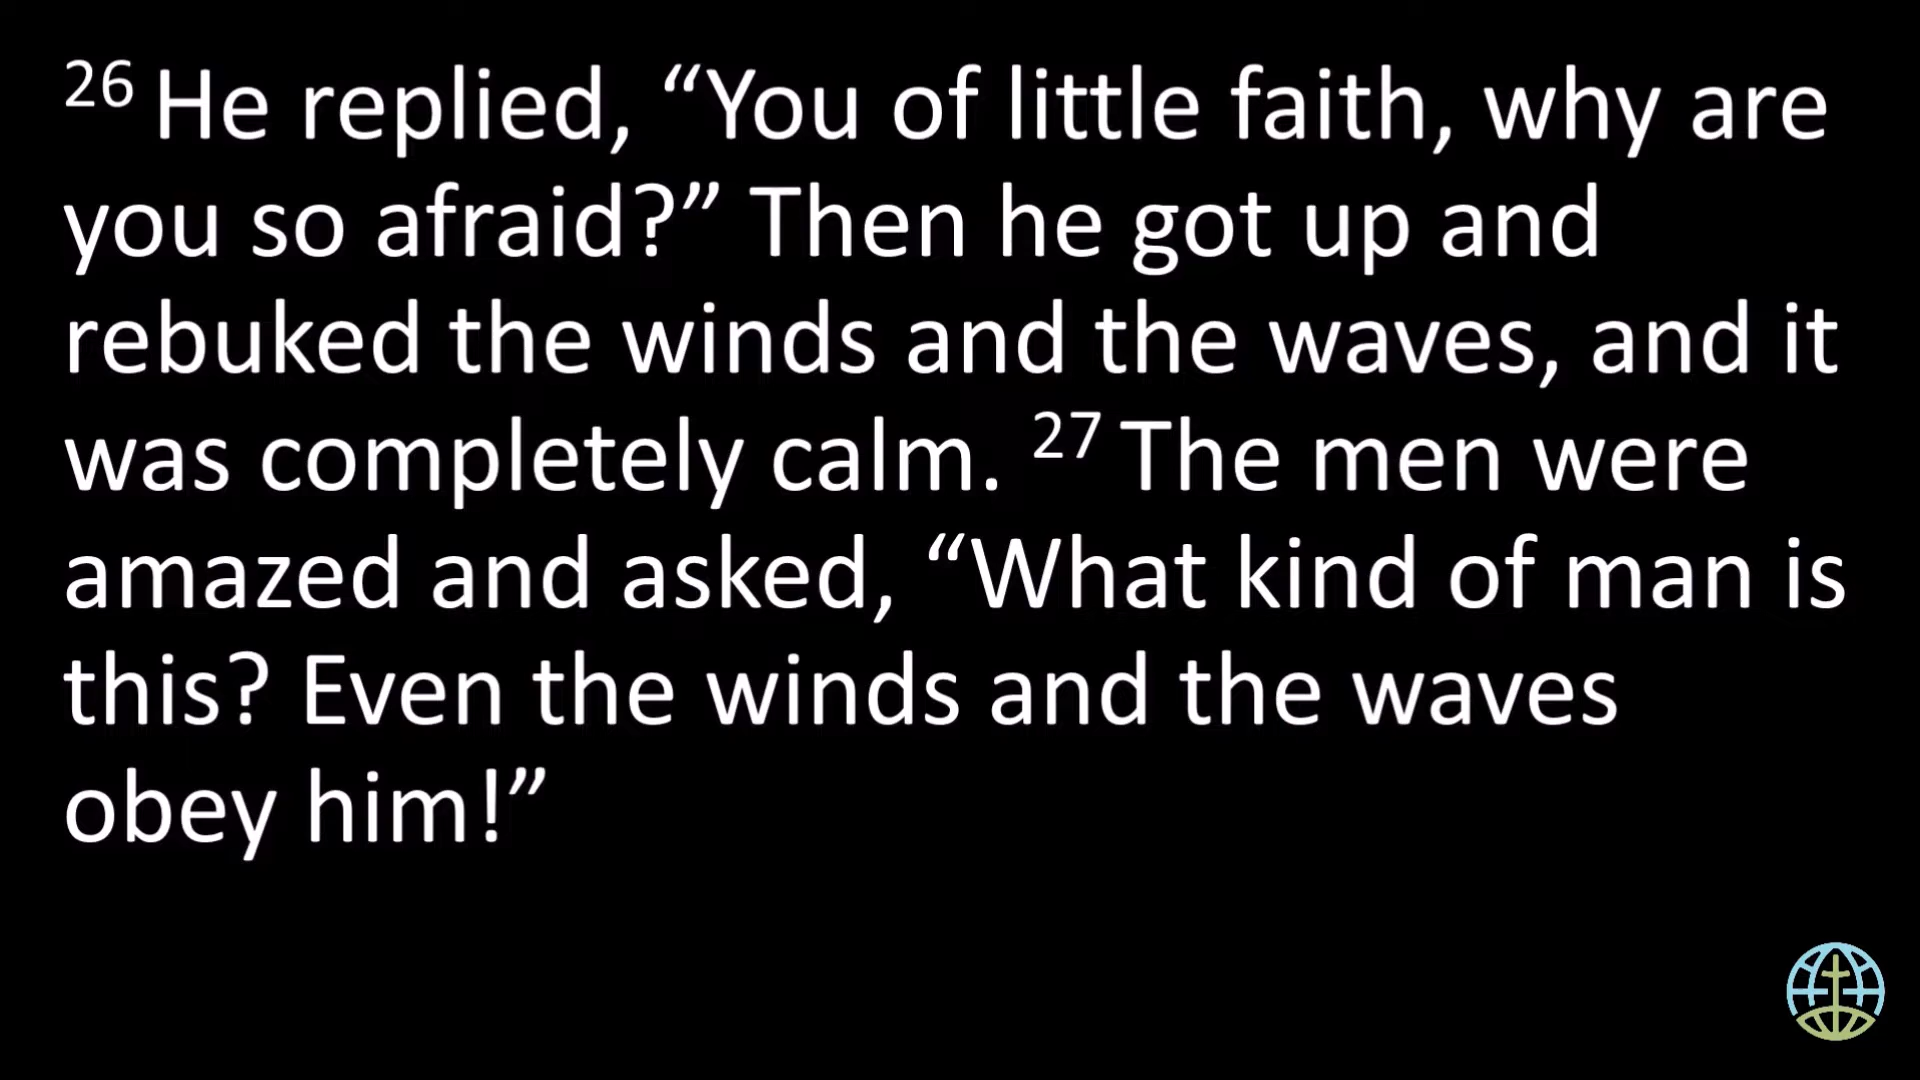 26 He replied, “You of little faith, why are
you so afraid?” Then he got up and
rebuked the winds and the waves, and it
was completely calm. 27 The men were
amazed and asked, “What kind of man is
this? Even the winds and the waves
obey him!”